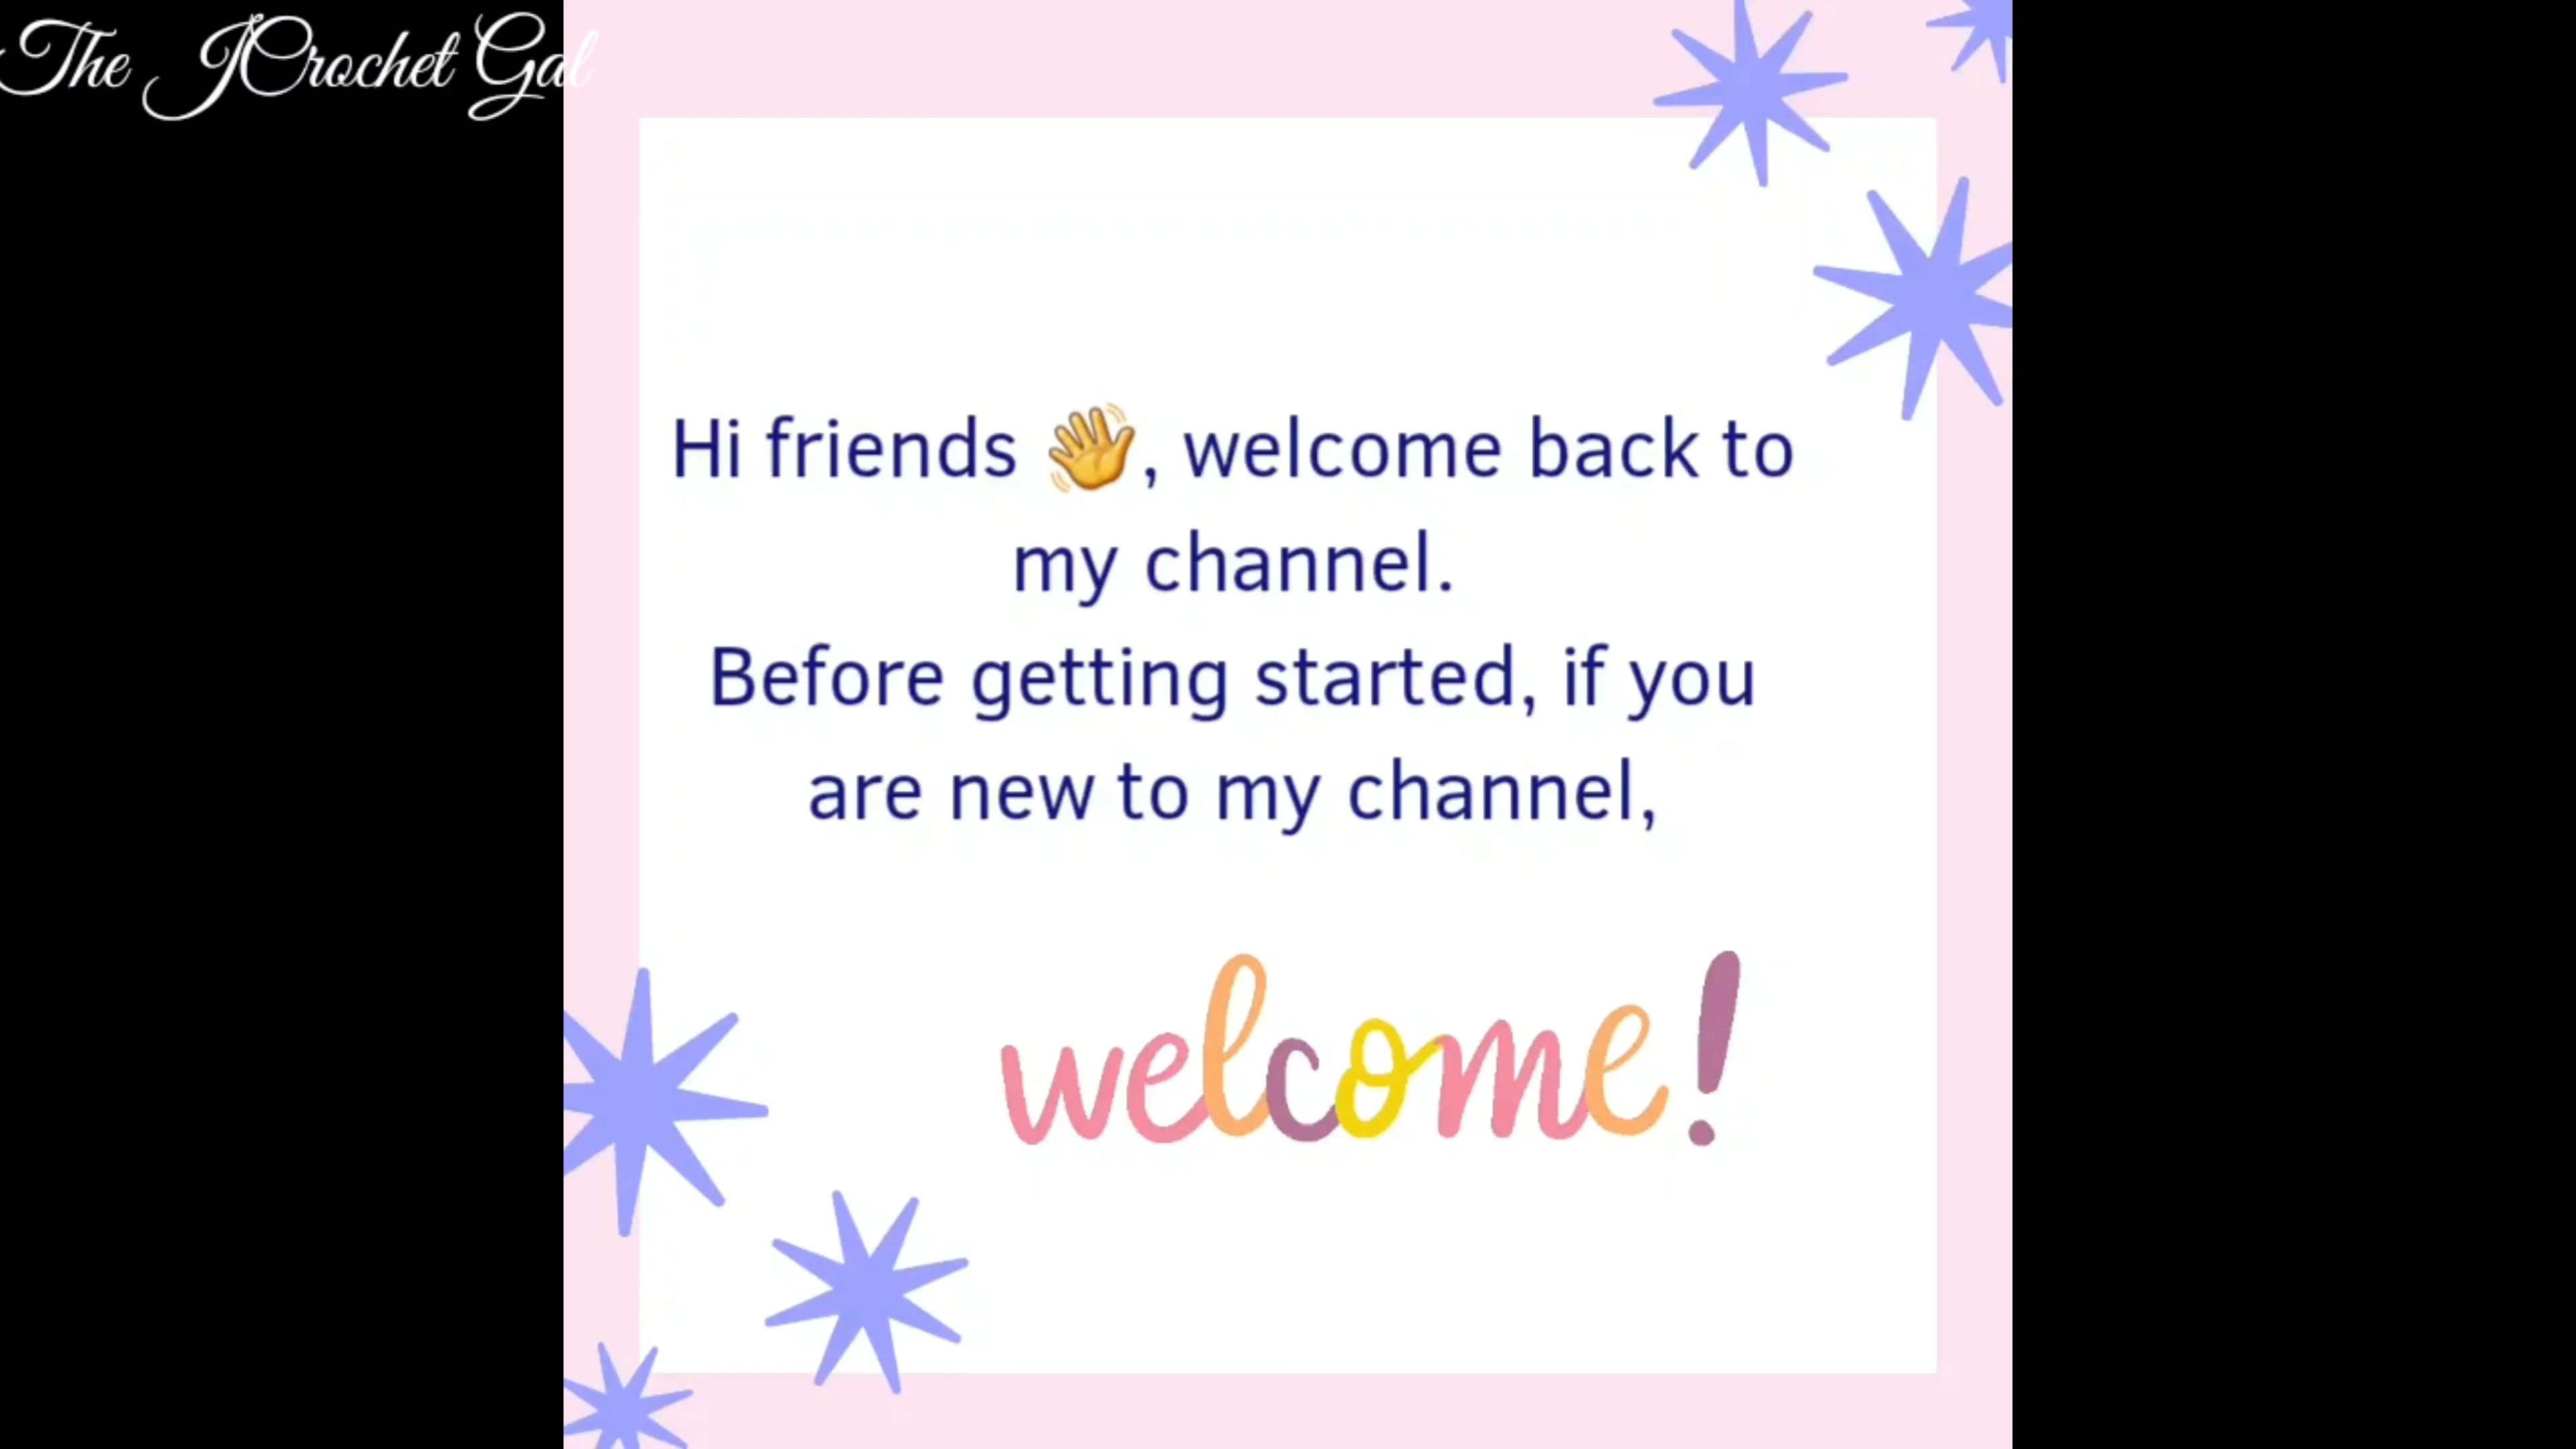 The JCrochet Gal
Hi friends 👋, welcome back to
my channel.
Before getting started, if you
are new to my channel,
welcome!